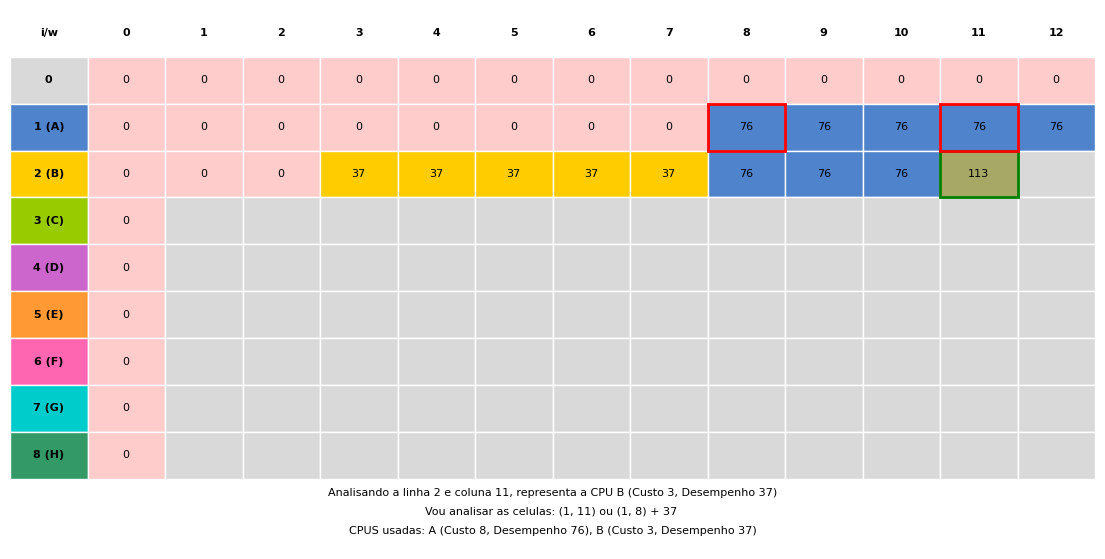 i/w 0 1 2 3 4 5 6 7 8 9 10 11 12
0 0 0 0 0 0 0 0 0 0 0 0 0 0
1 (A) 0 0 0 0 0 0 0 0 76 76 76 76 76
2 (B) 0 0 0 37 37 37 37 37 76 76 76 113
3 (C) 0
4 (D) 0
5 (E) 0
6 (F) 0
7 (G) 0
8 (H) 0
Analisando a linha 2 e coluna 11, representa a CPU B (Custo 3, Desempenho 37)
Vou analisar as celulas: (1, 11) ou (1, 8) + 37
CPUS usadas: A (Custo 8, Desempenho 76), B (Custo 3, Desempenho 37)